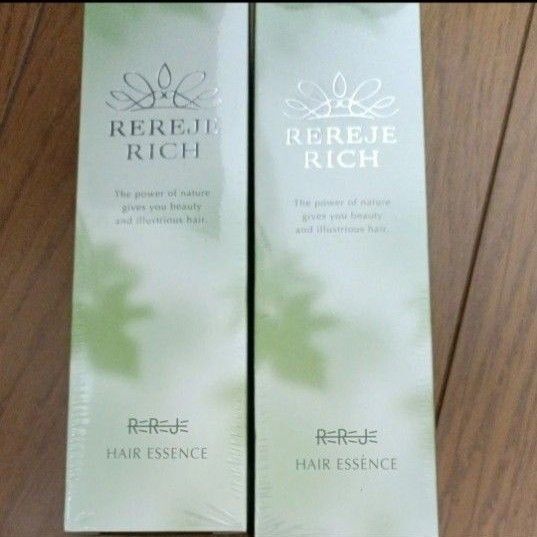 REREJE
RICH
The power of nature
gives you beauty
and illustrious hair.
REREJE
HAIR ESSENCE
REREJE
RICH
The power of nature
gives you beauty
and illustrious hair.
REREJE
HAIR ESSENCE